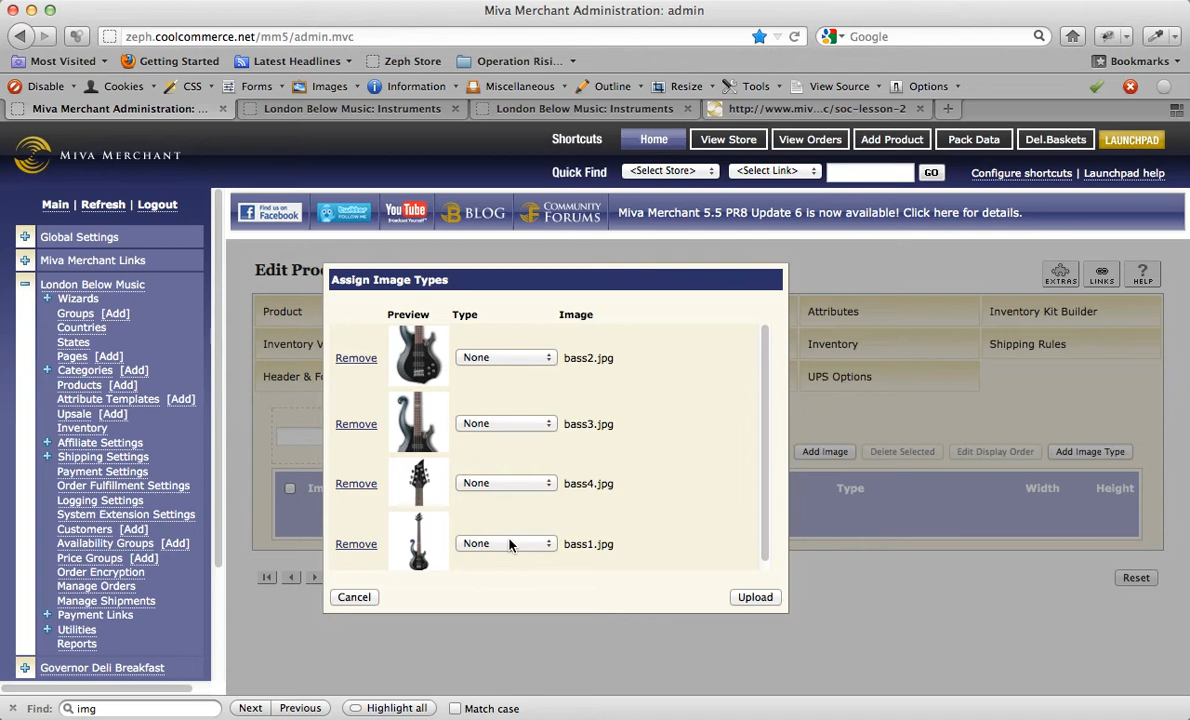 Miva Merchant Administration: admin
zeph.coolcommerce.net/mm5/admin.mvc
Google
Most Visited
Getting Started
Latest Headlines
Zeph Store
Operation Risi...
Bookmarks
Disable
Cookies
CSS
Forms
Images
Information
Miscellaneous
Outline
Resize
Tools
View Source
Options
Miva Merchant Administration: ...
London Below Music: Instruments
London Below Music: Instruments
http://www.miv...c/soc-lesson-2
MIVA MERCHANT
Shortcuts
Home
View Store
View Orders
Add Product
Pack Data
Del.Baskets
LAUNCHPAD
Quick Find
<Select Store>
<Select Link>
GO
Configure shortcuts | Launchpad help
Main | Refresh | Logout
Find us on Facebook
twitter FOLLOW ME
YouTube
BLOG
COMMUNITY FORUMS
Miva Merchant 5.5 PR8 Update 6 is now available! Click here for details.
Global Settings
Miva Merchant Links
London Below Music
Wizards
Groups [Add]
Countries
States
Pages [Add]
Categories [Add]
Products [Add]
Attribute Templates [Add]
Upsale [Add]
Inventory
Affiliate Settings
Shipping Settings
Payment Settings
Order Fulfillment Settings
Logging Settings
System Extension Settings
Customers [Add]
Availability Groups [Add]
Price Groups [Add]
Order Encryption
Manage Orders
Manage Shipments
Payment Links
Utilities
Reports
Governor Deli Breakfast
Edit Pro
EXTRAS
LINKS
HELP
Product
Attributes
Inventory Kit Builder
Inventory V
Inventory
Shipping Rules
Header & Fo
UPS Options
Add Image
Delete Selected
Edit Display Order
Add Image Type
Im
Type
Width
Height
Reset
Assign Image Types
Preview
Type
Image
Remove
None
bass2.jpg
Remove
None
bass3.jpg
Remove
None
bass4.jpg
Remove
None
bass1.jpg
Cancel
Upload
Find:
img
Next
Previous
Highlight all
Match case